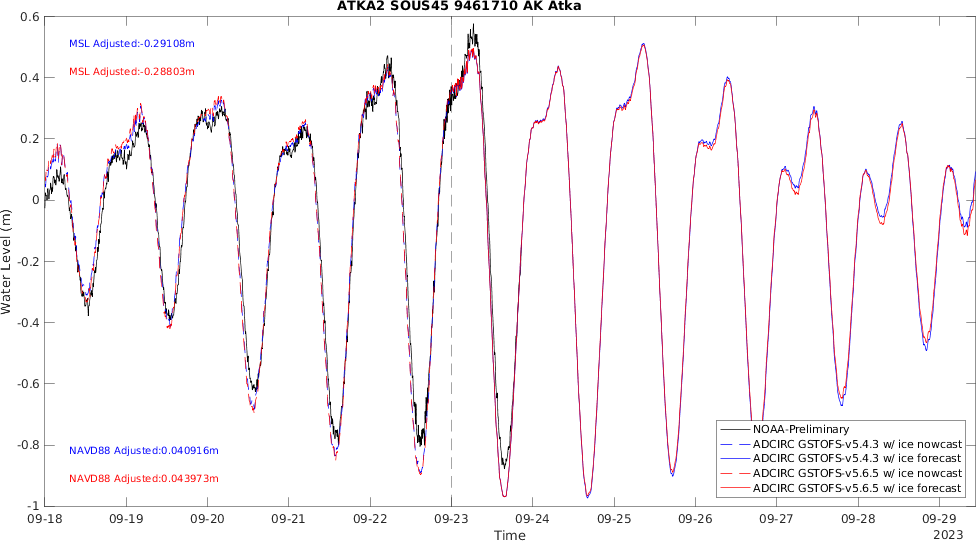 ATKA2 SOUS45 9461710 AK Atka
0.6
0.4
0.2
0
-0.2
-0.4
-0.6
-0.8
-1
Water Level (m)
MSL Adjusted:-0.29108m
MSL Adjusted:-0.28803m
NAVD88 Adjusted:0.040916m
NAVD88 Adjusted:0.043973m
NOAA-Preliminary
ADCIRC GSTOFS-v5.4.3 w/ ice nowcast
ADCIRC GSTOFS-v5.4.3 w/ ice forecast
ADCIRC GSTOFS-v5.6.5 w/ ice nowcast
ADCIRC GSTOFS-v5.6.5 w/ ice forecast
09-18 09-19 09-20 09-21 09-22 09-23 09-24 09-25 09-26 09-27 09-28 09-29
Time
2023